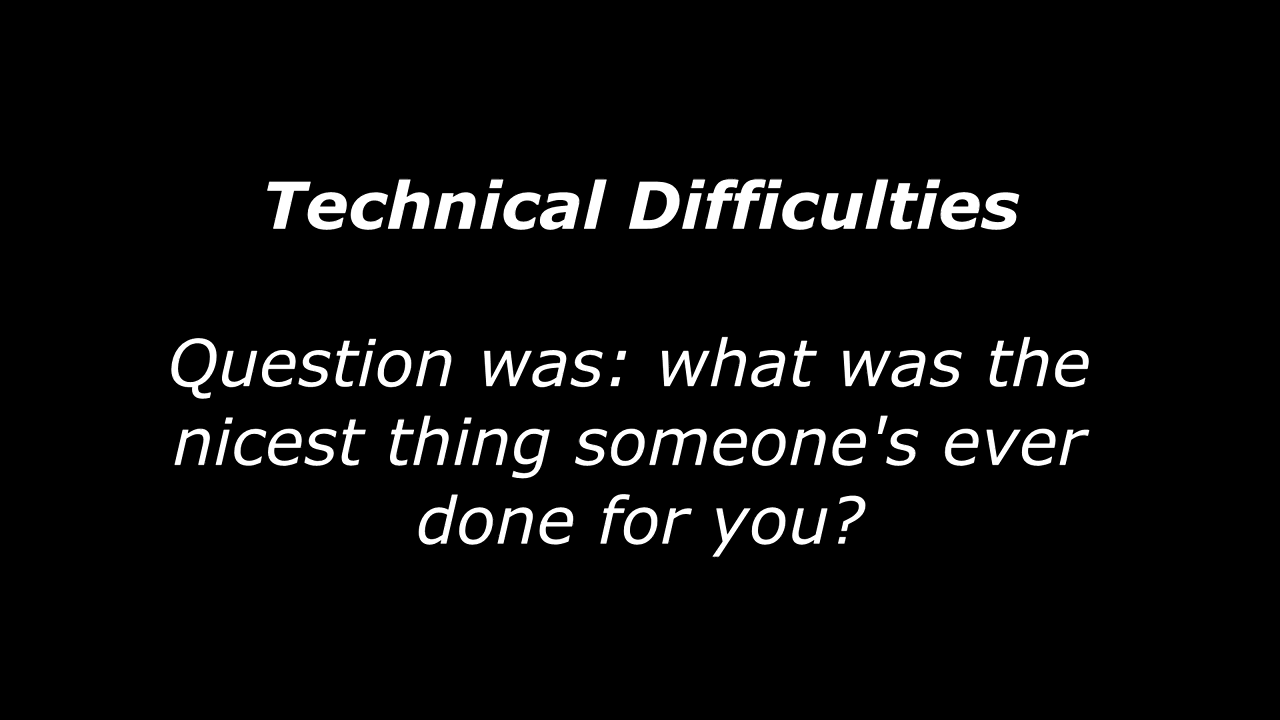 Technical Difficulties
Question was: what was the
nicest thing someone's ever
done for you?